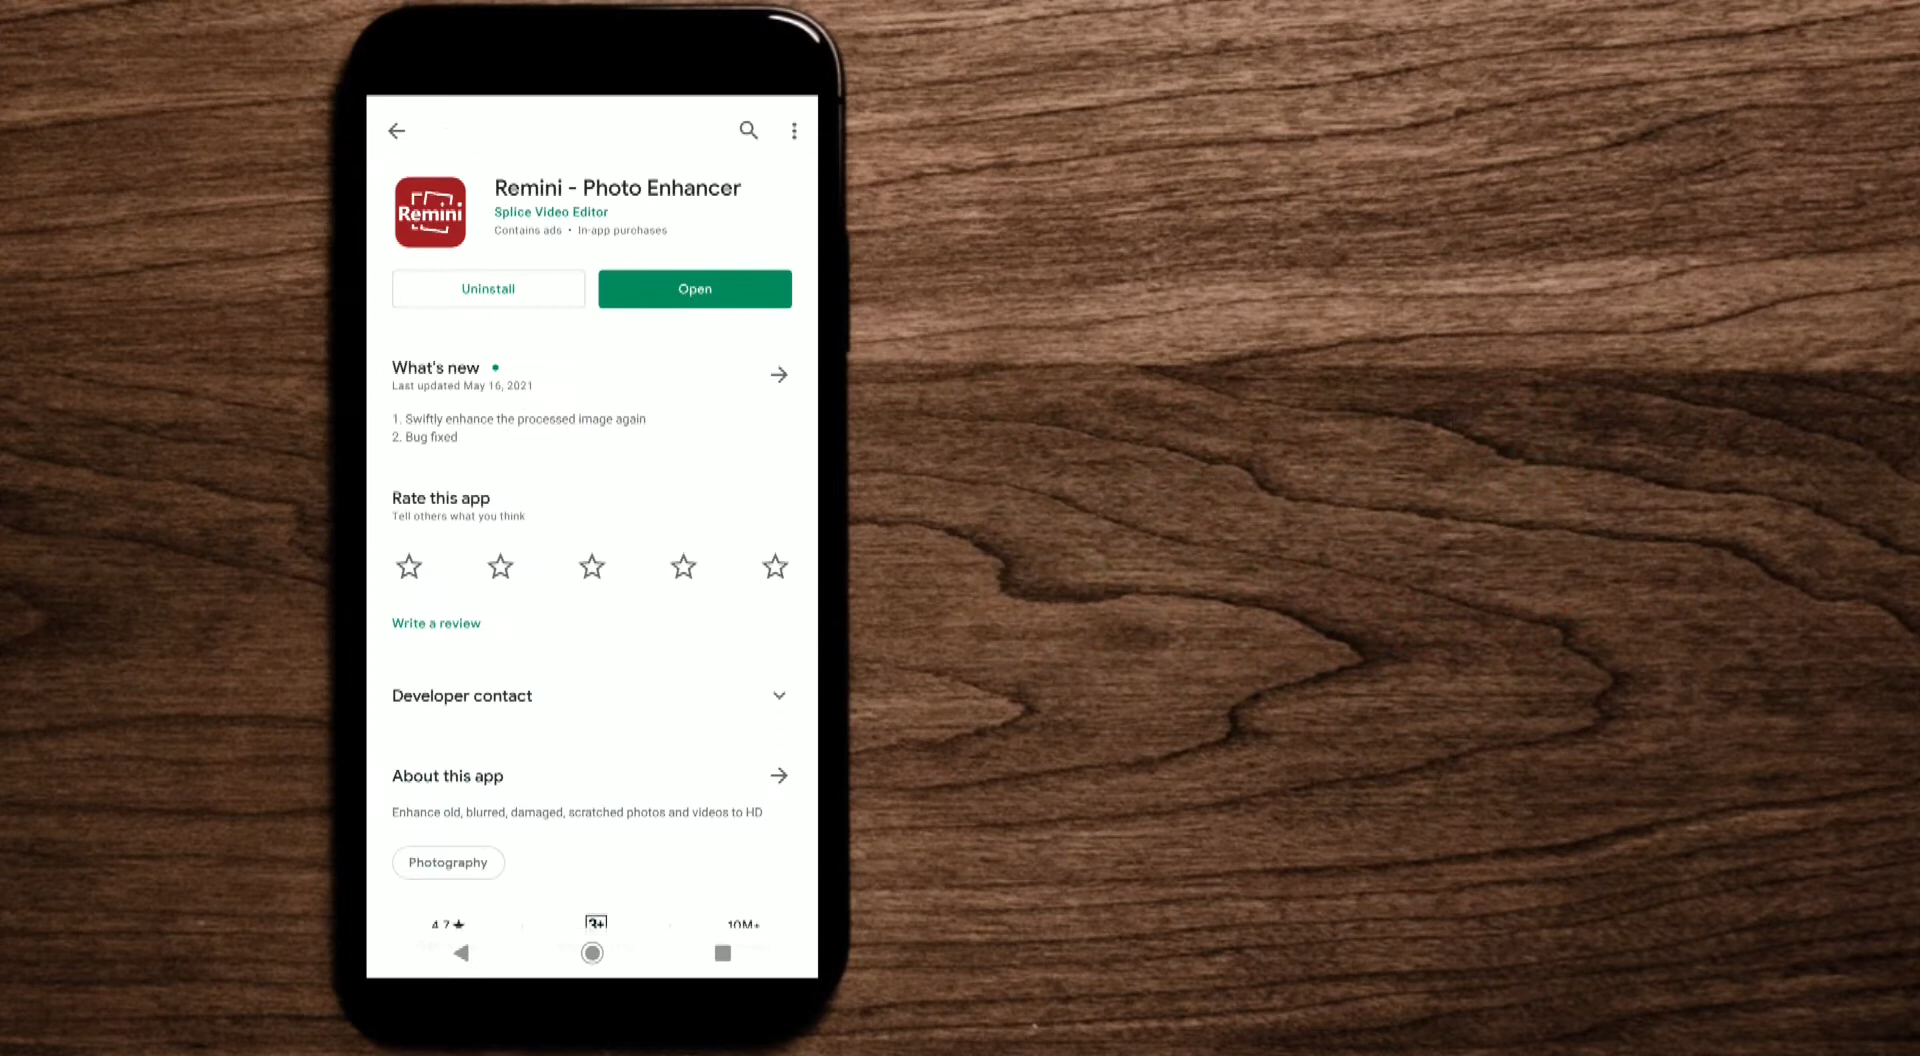 Remini - Photo Enhancer
Remini
Splice Video Editor
Contains ads • In-app purchases
Uninstall
Open
What's new
Last updated May 16, 2021
1. Swiftly enhance the processed image again
2. Bug fixed
Rate this app
Tell others what you think
Write a review
Developer contact
About this app
Enhance old, blurred, damaged, scratched photos and videos to HD
Photography
4.7★
3+
10M+